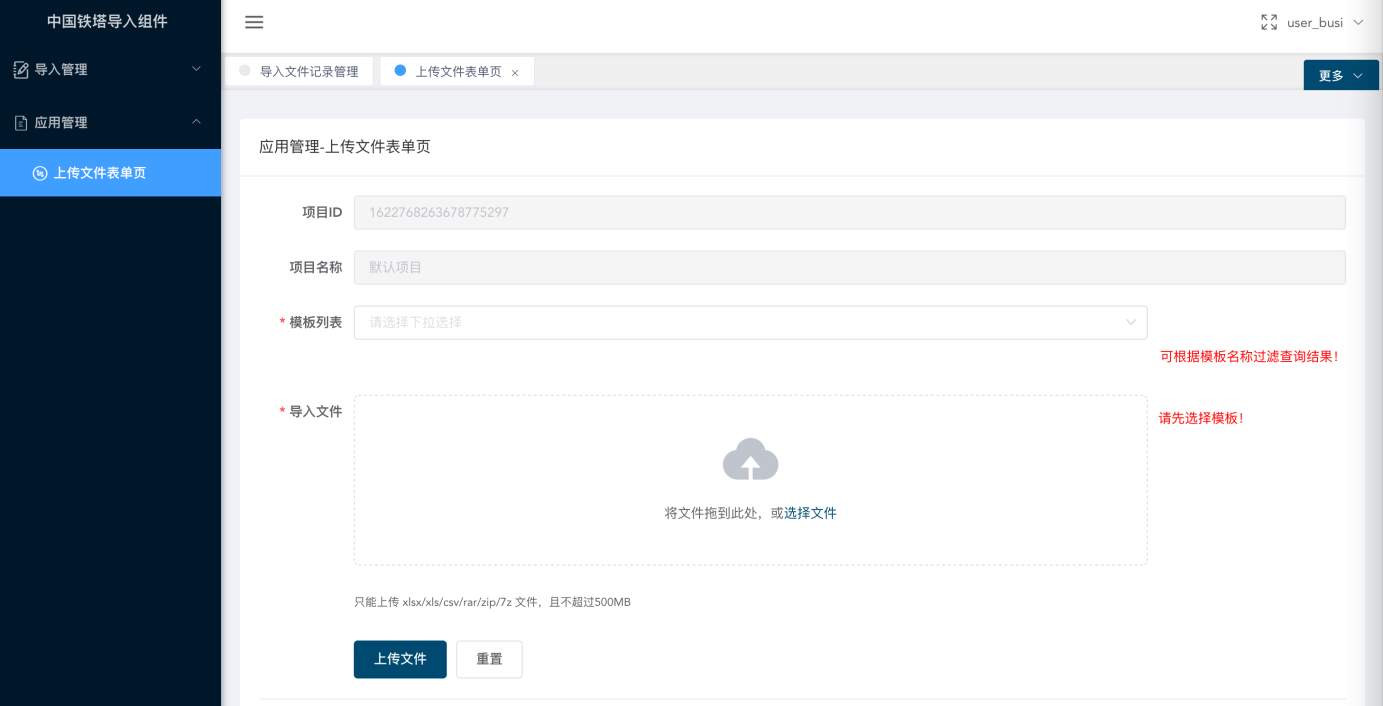 中国铁塔导入组件
user_busi
导入管理
导入文件记录管理
上传文件表单页 ×
更多
应用管理
上传文件表单页
应用管理-上传文件表单页
项目ID 1622768263678775297
项目名称 默认项目
* 模板列表 请选择下拉选择
可根据模板名称过滤查询结果！
* 导入文件
请先选择模板！
将文件拖到此处，或选择文件
只能上传 xlsx/xls/csv/rar/zip/7z 文件，且不超过500MB
上传文件 重置